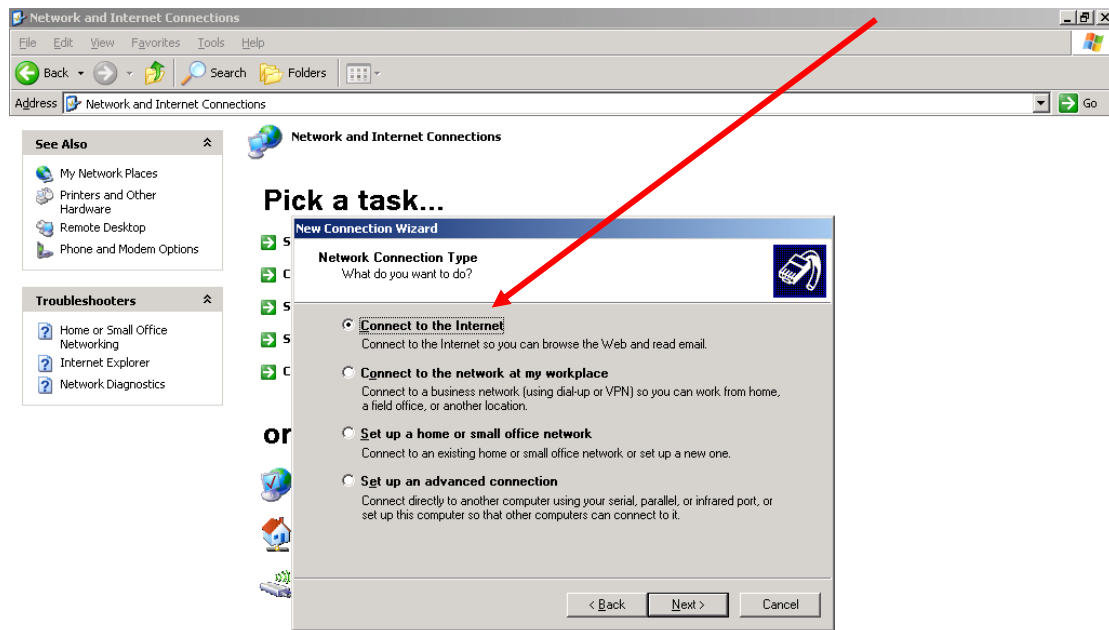 Network and Internet Connections
File Edit View Favorites Tools Help
Back Search Folders
Address Network and Internet Connections Go
See Also
My Network Places
Printers and Other
Hardware
Remote Desktop
Phone and Modem Options
Troubleshooters
Home or Small Office
Networking
Internet Explorer
Network Diagnostics
Network and Internet Connections
Pick a task...
S
C
S
S
C
or
New Connection Wizard
Network Connection Type
What do you want to do?
Connect to the Internet
Connect to the Internet so you can browse the Web and read email.
Connect to the network at my workplace
Connect to a business network (using dial-up or VPN) so you can work from home,
a field office, or another location.
Set up a home or small office network
Connect to an existing home or small office network or set up a new one.
Set up an advanced connection
Connect directly to another computer using your serial, parallel, or infrared port, or
set up this computer so that other computers can connect to it.
< Back Next > Cancel